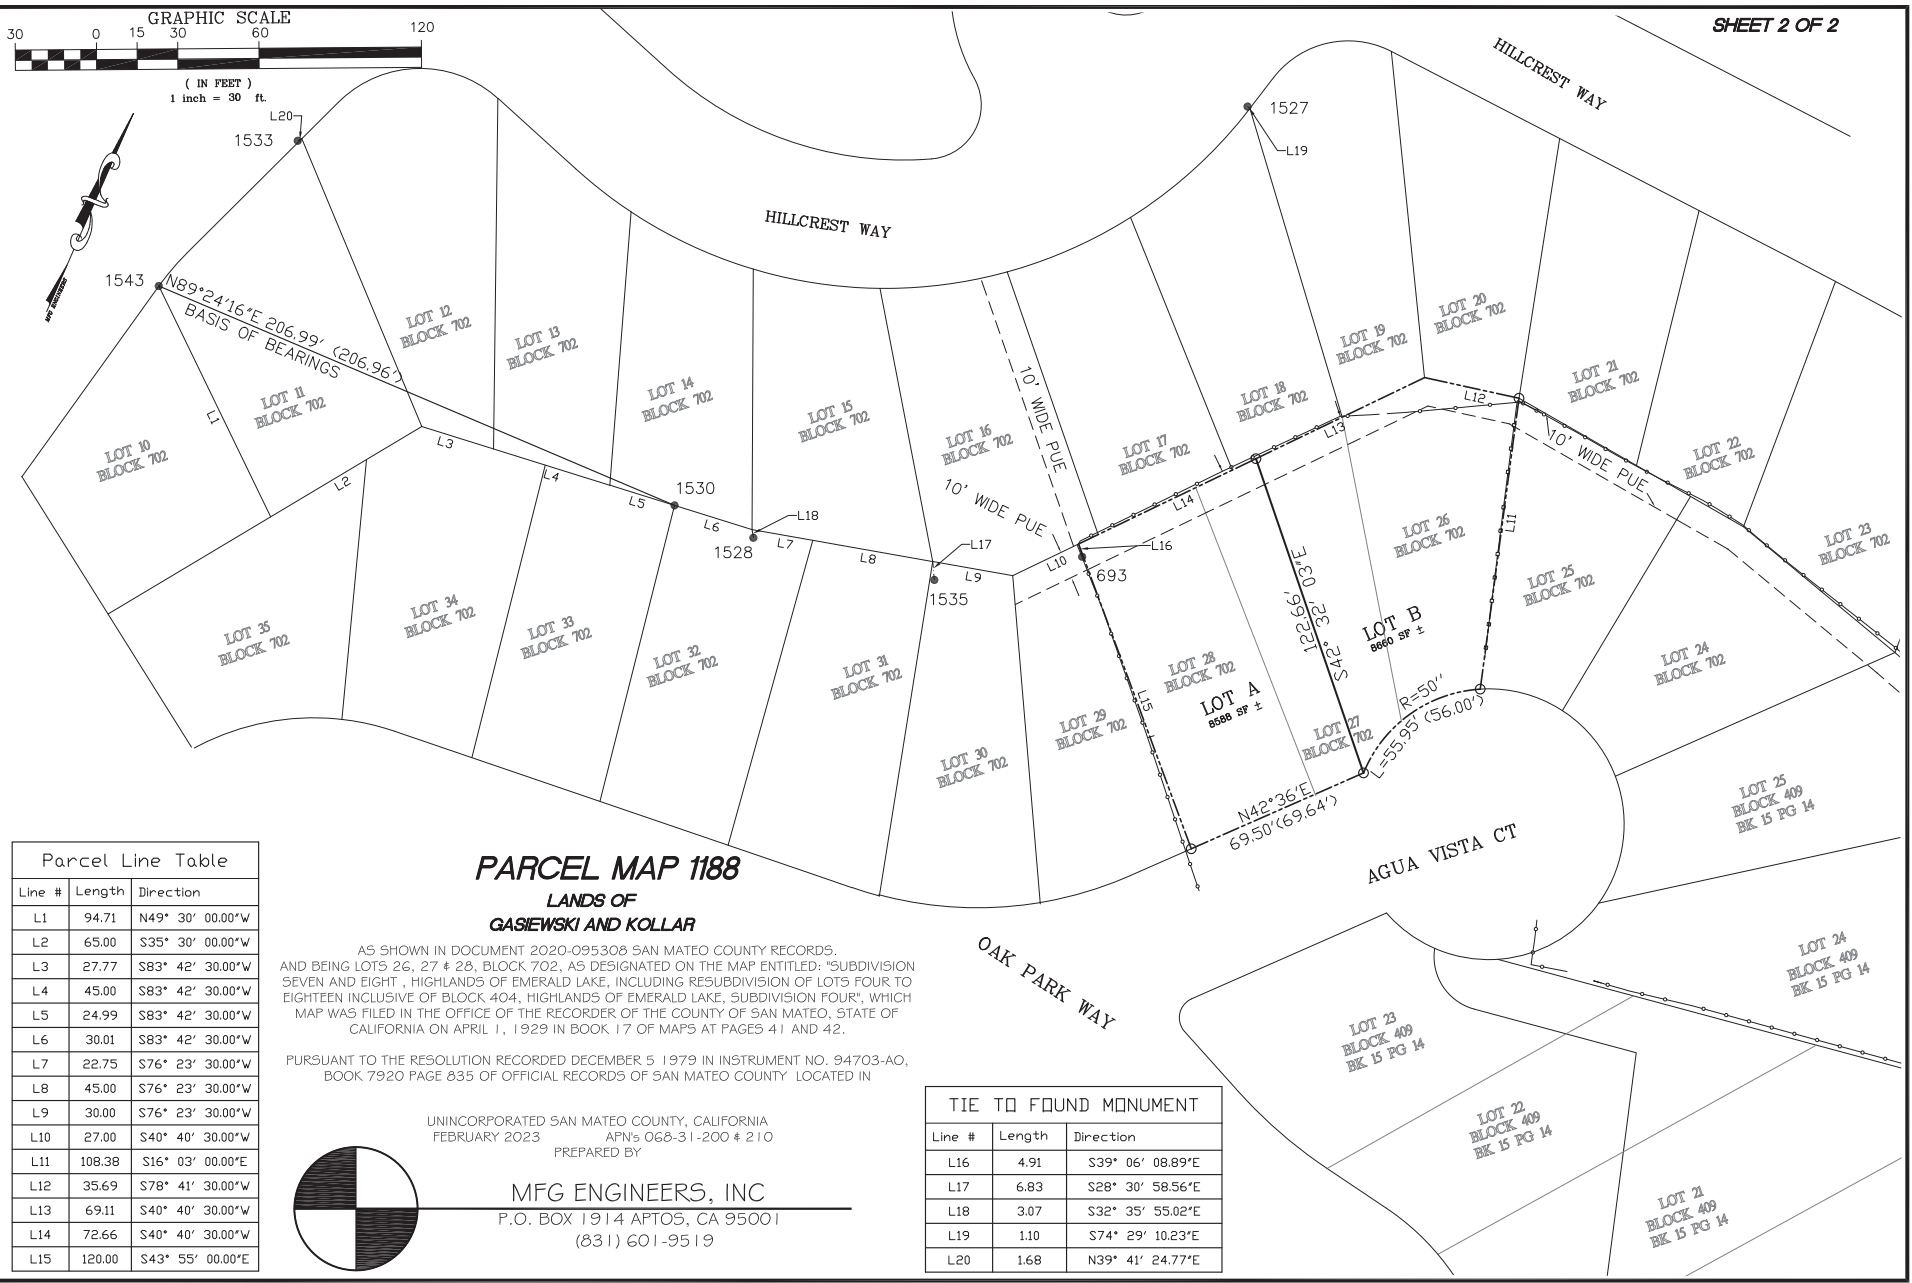 GRAPHIC SCALE
30 0 15 30 60 120
( IN FEET )
1 inch = 30 ft.
SHEET 2 OF 2
HILLCREST WAY
HILLCREST WAY
MFG ENGINEERS
L20
1533
1543
1527
L19
N89°24'16"E 206.99' (206.96')
BASIS OF BEARINGS
LOT 10
BLOCK 702
LOT 11
BLOCK 702
LOT 12
BLOCK 702
LOT 13
BLOCK 702
LOT 14
BLOCK 702
LOT 15
BLOCK 702
LOT 16
BLOCK 702
LOT 17
BLOCK 702
LOT 18
BLOCK 702
LOT 19
BLOCK 702
LOT 20
BLOCK 702
LOT 21
BLOCK 702
LOT 22
BLOCK 702
LOT 23
BLOCK 702
10' WIDE PUE
10' WIDE PUE
10' WIDE PUE
L1
L2
L3
L4
L5
1530
L6
L18
1528
L7
L8
L17
1535
L9
L10
L16
693
L14
L13
L12
L11
L15
S42° 32' 03"E
122.66'
LOT A
8588 SF ±
LOT B
8660 SF ±
R=50'
L=55.95' (56.00')
N42°36'E
69.50'(69.64')
LOT 35
BLOCK 702
LOT 34
BLOCK 702
LOT 33
BLOCK 702
LOT 32
BLOCK 702
LOT 31
BLOCK 702
LOT 30
BLOCK 702
LOT 29
BLOCK 702
LOT 28
BLOCK 702
LOT 27
BLOCK 702
LOT 26
BLOCK 702
LOT 25
BLOCK 702
LOT 24
BLOCK 702
AGUA VISTA CT
OAK PARK WAY
LOT 25
BLOCK 409
BK 15 PG 14
LOT 24
BLOCK 409
BK 15 PG 14
LOT 23
BLOCK 409
BK 15 PG 14
LOT 22
BLOCK 409
BK 15 PG 14
LOT 21
BLOCK 409
BK 15 PG 14
Parcel Line Table
Line # Length Direction
L1 94.71 N49° 30' 00.00"W
L2 65.00 S35° 30' 00.00"W
L3 27.77 S83° 42' 30.00"W
L4 45.00 S83° 42' 30.00"W
L5 24.99 S83° 42' 30.00"W
L6 30.01 S83° 42' 30.00"W
L7 22.75 S76° 23' 30.00"W
L8 45.00 S76° 23' 30.00"W
L9 30.00 S76° 23' 30.00"W
L10 27.00 S40° 40' 30.00"W
L11 108.38 S16° 03' 00.00"E
L12 35.69 S78° 41' 30.00"W
L13 69.11 S40° 40' 30.00"W
L14 72.66 S40° 40' 30.00"W
L15 120.00 S43° 55' 00.00"E
PARCEL MAP 1188
LANDS OF
GASIEWSKI AND KOLLAR
AS SHOWN IN DOCUMENT 2020-095308 SAN MATEO COUNTY RECORDS.
AND BEING LOTS 26, 27 & 28, BLOCK 702, AS DESIGNATED ON THE MAP ENTITLED: "SUBDIVISION
SEVEN AND EIGHT , HIGHLANDS OF EMERALD LAKE, INCLUDING RESUBDIVISION OF LOTS FOUR TO
EIGHTEEN INCLUSIVE OF BLOCK 404, HIGHLANDS OF EMERALD LAKE, SUBDIVISION FOUR", WHICH
MAP WAS FILED IN THE OFFICE OF THE RECORDER OF THE COUNTY OF SAN MATEO, STATE OF
CALIFORNIA ON APRIL 1, 1929 IN BOOK 17 OF MAPS AT PAGES 41 AND 42.
PURSUANT TO THE RESOLUTION RECORDED DECEMBER 5 1979 IN INSTRUMENT NO. 94703-AO,
BOOK 7920 PAGE 835 OF OFFICIAL RECORDS OF SAN MATEO COUNTY LOCATED IN
UNINCORPORATED SAN MATEO COUNTY, CALIFORNIA
FEBRUARY 2023 APN's 068-31-200 & 210
PREPARED BY
MFG ENGINEERS, INC
P.O. BOX 1914 APTOS, CA 95001
(831) 601-9519
TIE TO FOUND MONUMENT
Line # Length Direction
L16 4.91 S39° 06' 08.89"E
L17 6.83 S28° 30' 58.56"E
L18 3.07 S32° 35' 55.02"E
L19 1.10 S74° 29' 10.23"E
L20 1.68 N39° 41' 24.77"E